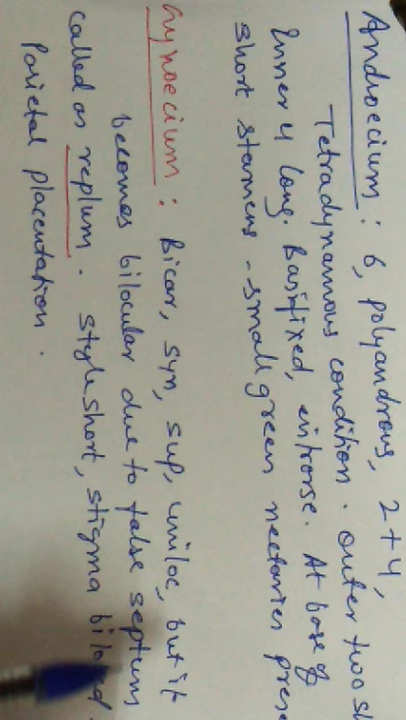 Androecium : 6, polyandrous, 2+4,
Tetradynamous condition. outer two
Inner 4 long. Basifixed, introrse. At base of
short stamens - small green nectaries
Gynoecium : Bicar, syn, sup, uniloc, but it
becomes bilocular due to false septum
called as replum. style short, stigma bilobed.
Parietal placentation.